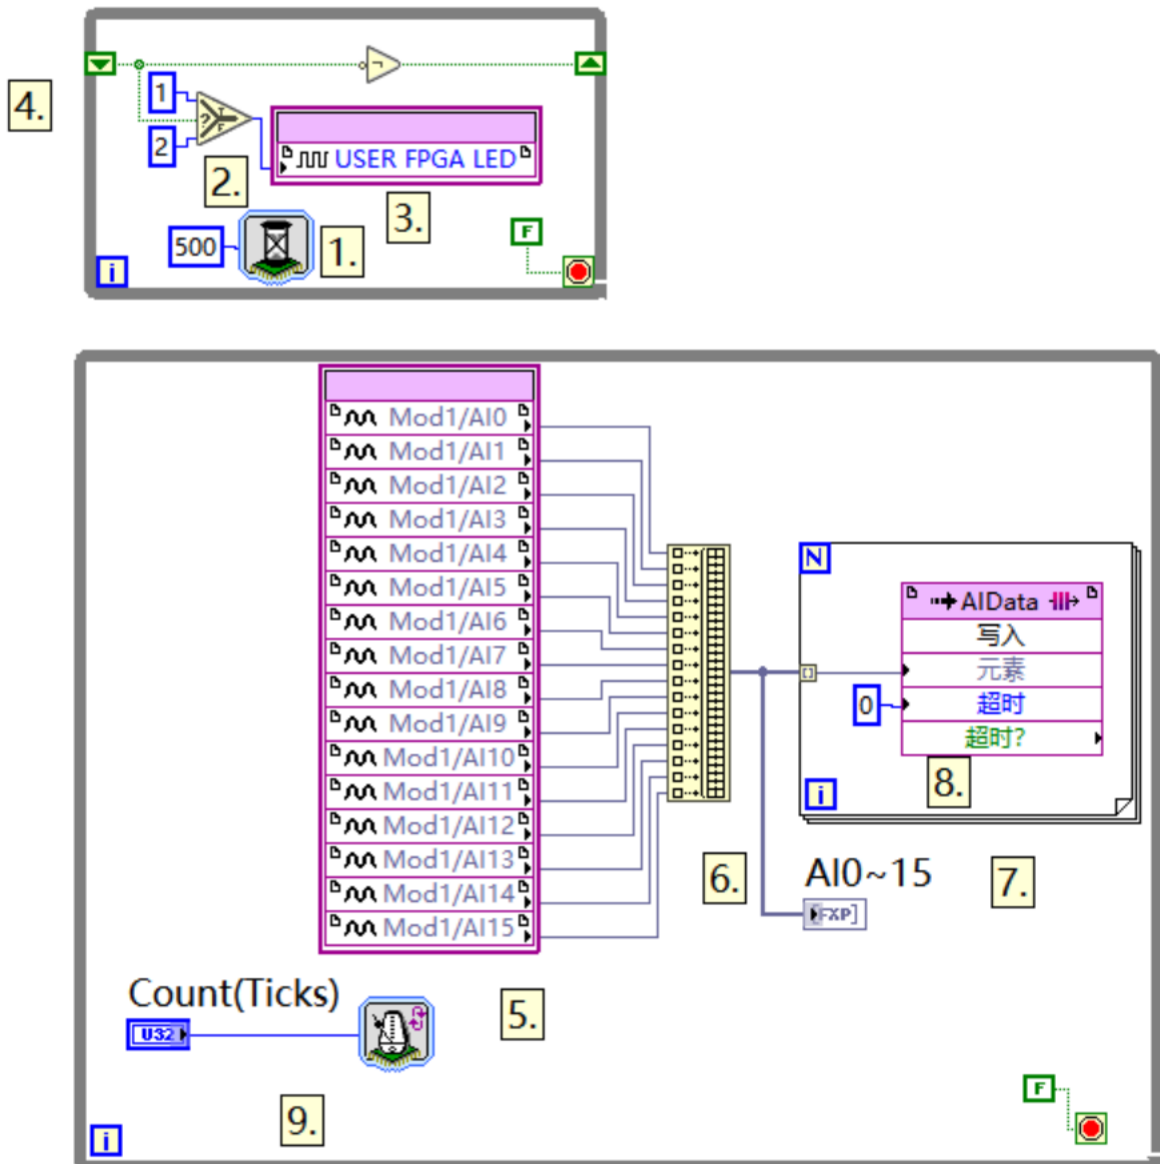 4.
1
2
2.
USER FPGA LED
3.
500
1.
F
i
Mod1/AI0
Mod1/AI1
Mod1/AI2
Mod1/AI3
Mod1/AI4
Mod1/AI5
Mod1/AI6
Mod1/AI7
Mod1/AI8
Mod1/AI9
Mod1/AI10
Mod1/AI11
Mod1/AI12
Mod1/AI13
Mod1/AI14
Mod1/AI15
6.
N
AIData
写入
元素
0
超时
超时?
8.
i
AI0~15
FXP
7.
Count(Ticks)
U32
5.
9.
F
i